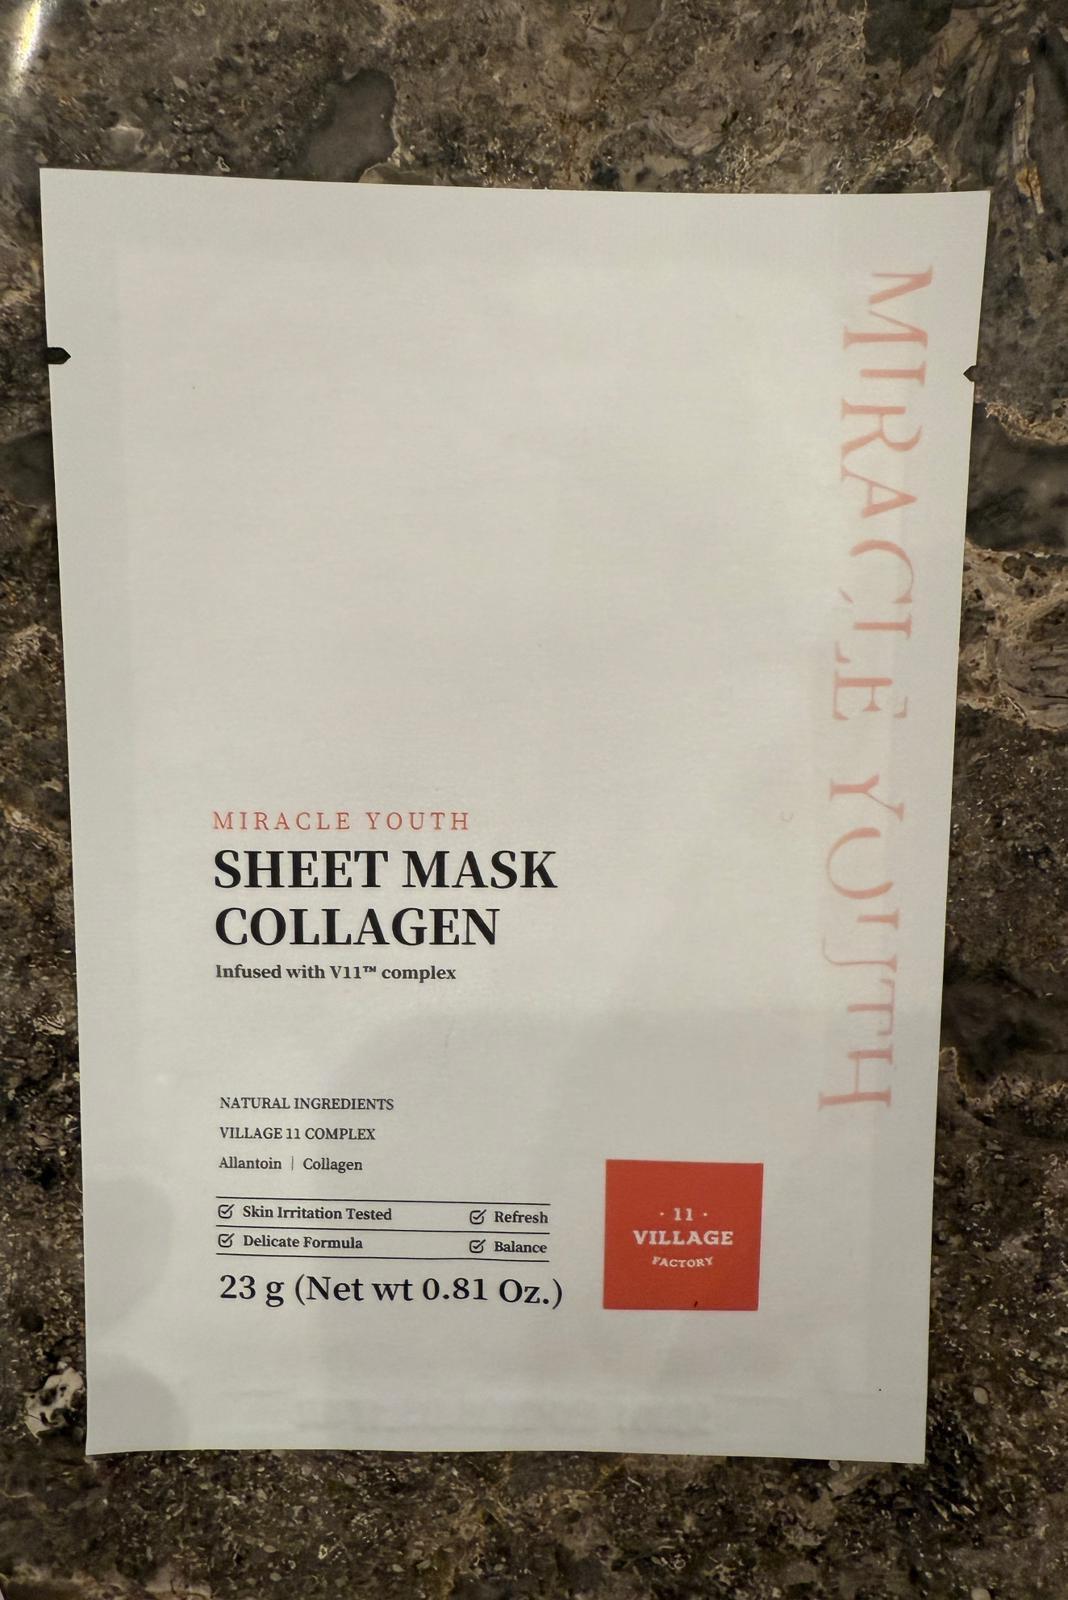 MIRACLE YOUTH
MIRACLE YOUTH
SHEET MASK
COLLAGEN
Infused with V11™ complex
NATURAL INGREDIENTS
VILLAGE 11 COMPLEX
Allantoin | Collagen
Skin Irritation Tested Refresh
Delicate Formula Balance
23 g (Net wt 0.81 Oz.)
· 11 ·
VILLAGE
FACTORY